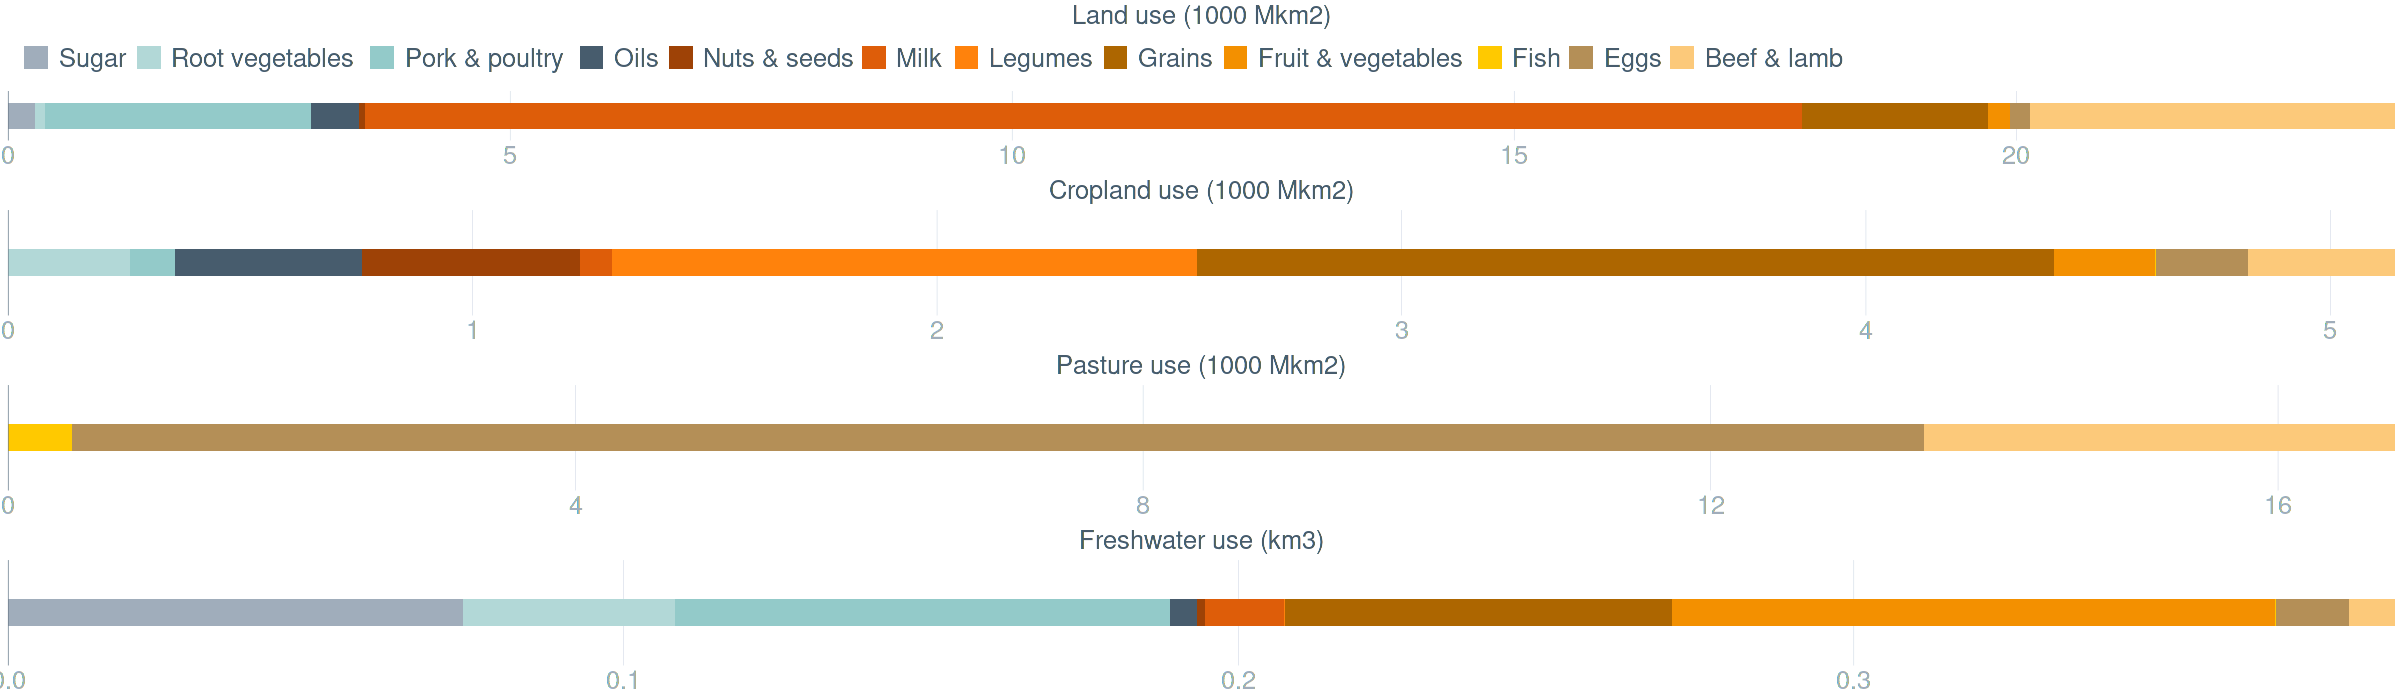 Land use (1000 Mkm2)
Sugar Root vegetables Pork & poultry Oils Nuts & seeds Milk Legumes Grains Fruit & vegetables Fish Eggs Beef & lamb
0 5 10 15 20
Cropland use (1000 Mkm2)
0 1 2 3 4 5
Pasture use (1000 Mkm2)
0 4 8 12 16
Freshwater use (km3)
0.0 0.1 0.2 0.3